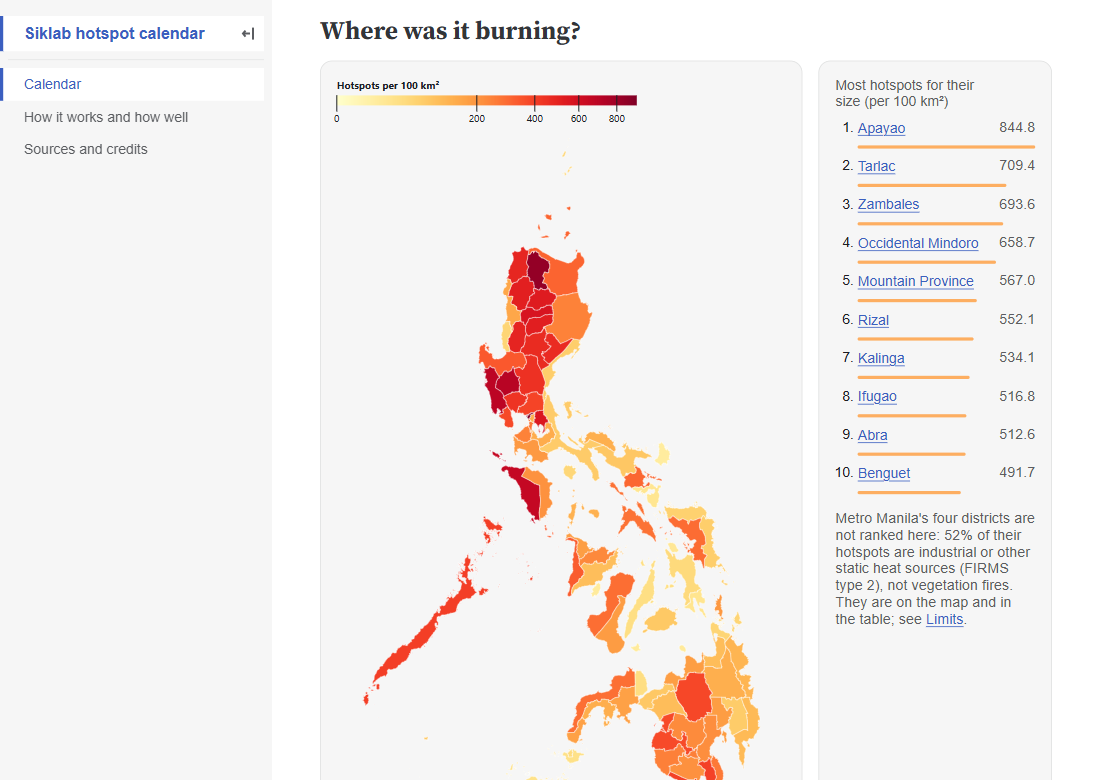 Siklab hotspot calendar
Calendar
How it works and how well
Sources and credits
Where was it burning?
Hotspots per 100 km²
0 200 400 600 800
Most hotspots for their
size (per 100 km²)
1. Apayao 844.8
2. Tarlac 709.4
3. Zambales 693.6
4. Occidental Mindoro 658.7
5. Mountain Province 567.0
6. Rizal 552.1
7. Kalinga 534.1
8. Ifugao 516.8
9. Abra 512.6
10. Benguet 491.7
Metro Manila's four districts are
not ranked here: 52% of their
hotspots are industrial or other
static heat sources (FIRMS
type 2), not vegetation fires.
They are on the map and in
the table; see Limits.